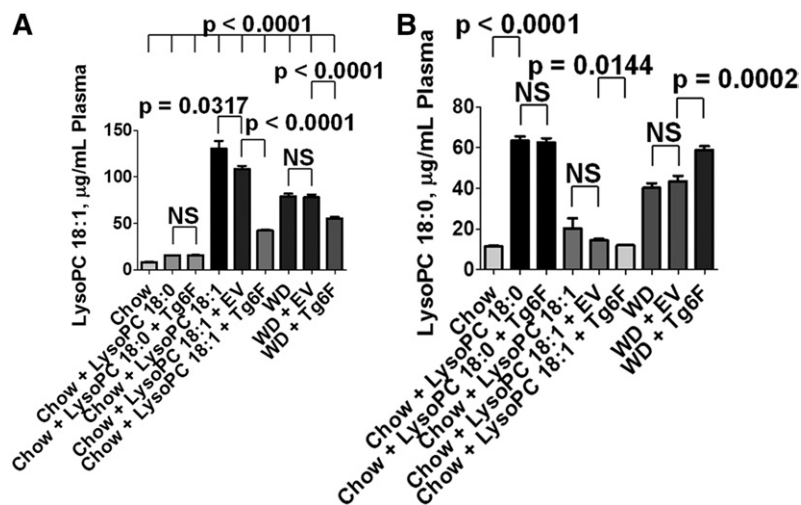 A
p < 0.0001
p < 0.0001
p = 0.0317
p < 0.0001
NS
NS
LysoPC 18:1, µg/mL Plasma
150
100
50
0
Chow
Chow + LysoPC 18:0
Chow + LysoPC 18:0 + Tg6F
Chow + LysoPC 18:1
Chow + LysoPC 18:1 + EV
Chow + LysoPC 18:1 + Tg6F
WD
WD + EV
WD + Tg6F
B
p < 0.0001
p = 0.0144
p = 0.0002
NS
NS
NS
LysoPC 18:0, µg/mL Plasma
80
60
40
20
0
Chow
Chow + LysoPC 18:0
Chow + LysoPC 18:0 + Tg6F
Chow + LysoPC 18:1
Chow + LysoPC 18:1 + EV
Chow + LysoPC 18:1 + Tg6F
WD
WD + EV
WD + Tg6F